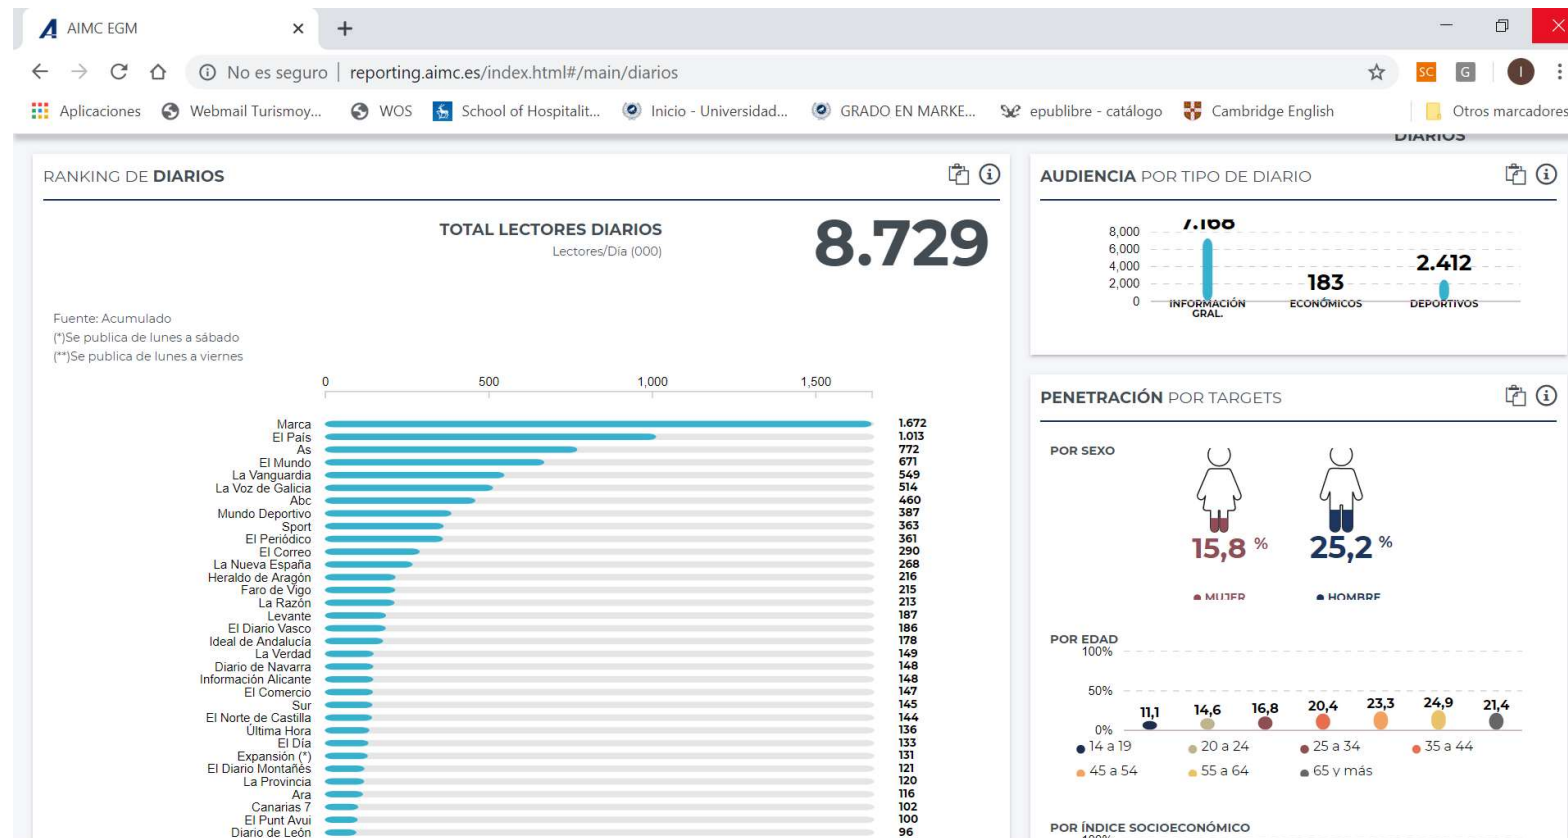 AIMC EGM
No es seguro | reporting.aimc.es/index.html#/main/diarios
SC G I
Aplicaciones Webmail Turismoy... WOS School of Hospitalit... Inicio - Universidad... GRADO EN MARKE... epublibre - catálogo Cambridge English Otros marcadores
DIARIOS
RANKING DE DIARIOS
TOTAL LECTORES DIARIOS
Lectores/Día (000)
8.729
Fuente: Acumulado
(*)Se publica de lunes a sábado
(**)Se publica de lunes a viernes
0 500 1,000 1,500
Marca 1.672
El País 1.013
As 772
El Mundo 671
La Vanguardia 549
La Voz de Galicia 514
Abc 460
Mundo Deportivo 387
Sport 363
El Periódico 361
El Correo 290
La Nueva España 268
Heraldo de Aragón 216
Faro de Vigo 215
La Razón 213
Levante 187
El Diario Vasco 186
Ideal de Andalucía 178
La Verdad 149
Diario de Navarra 148
Información Alicante 148
El Comercio 147
Sur 145
El Norte de Castilla 144
Última Hora 136
El Día 133
Expansión (*) 131
El Diario Montañés 121
La Provincia 120
Ara 116
Canarias 7 102
El Punt Avui 100
Diario de León 96
AUDIENCIA POR TIPO DE DIARIO
8,000
6,000
4,000
2,000
0
7.168 183 2.412
INFORMACIÓN GRAL. ECONÓMICOS DEPORTIVOS
PENETRACIÓN POR TARGETS
POR SEXO
15,8 % 25,2 %
MUJER HOMBRE
POR EDAD
100%
50%
0%
11,1 14,6 16,8 20,4 23,3 24,9 21,4
14 a 19 20 a 24 25 a 34 35 a 44
45 a 54 55 a 64 65 y más
POR ÍNDICE SOCIOECONÓMICO
100%